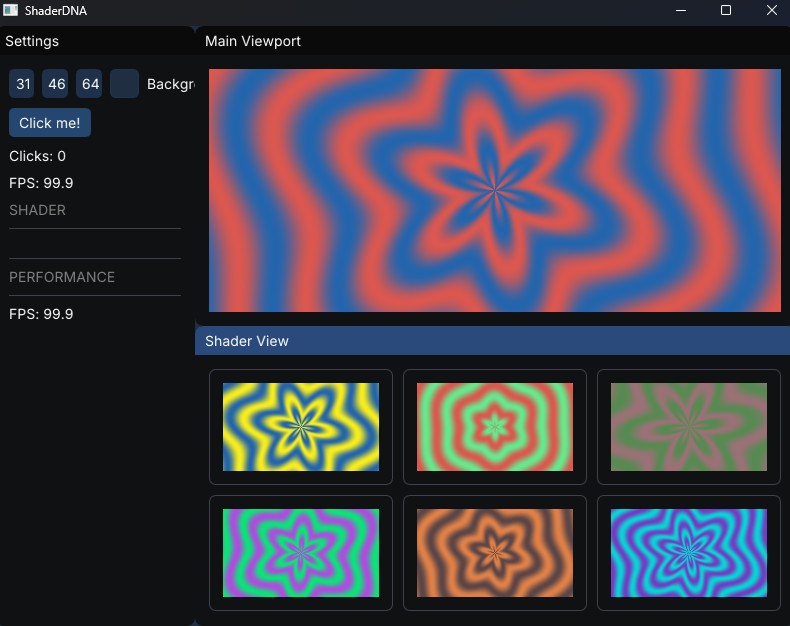 ShaderDNA
Settings
31 46 64 Backgr
Click me!
Clicks: 0
FPS: 99.9
SHADER
PERFORMANCE
FPS: 99.9
Main Viewport
Shader View